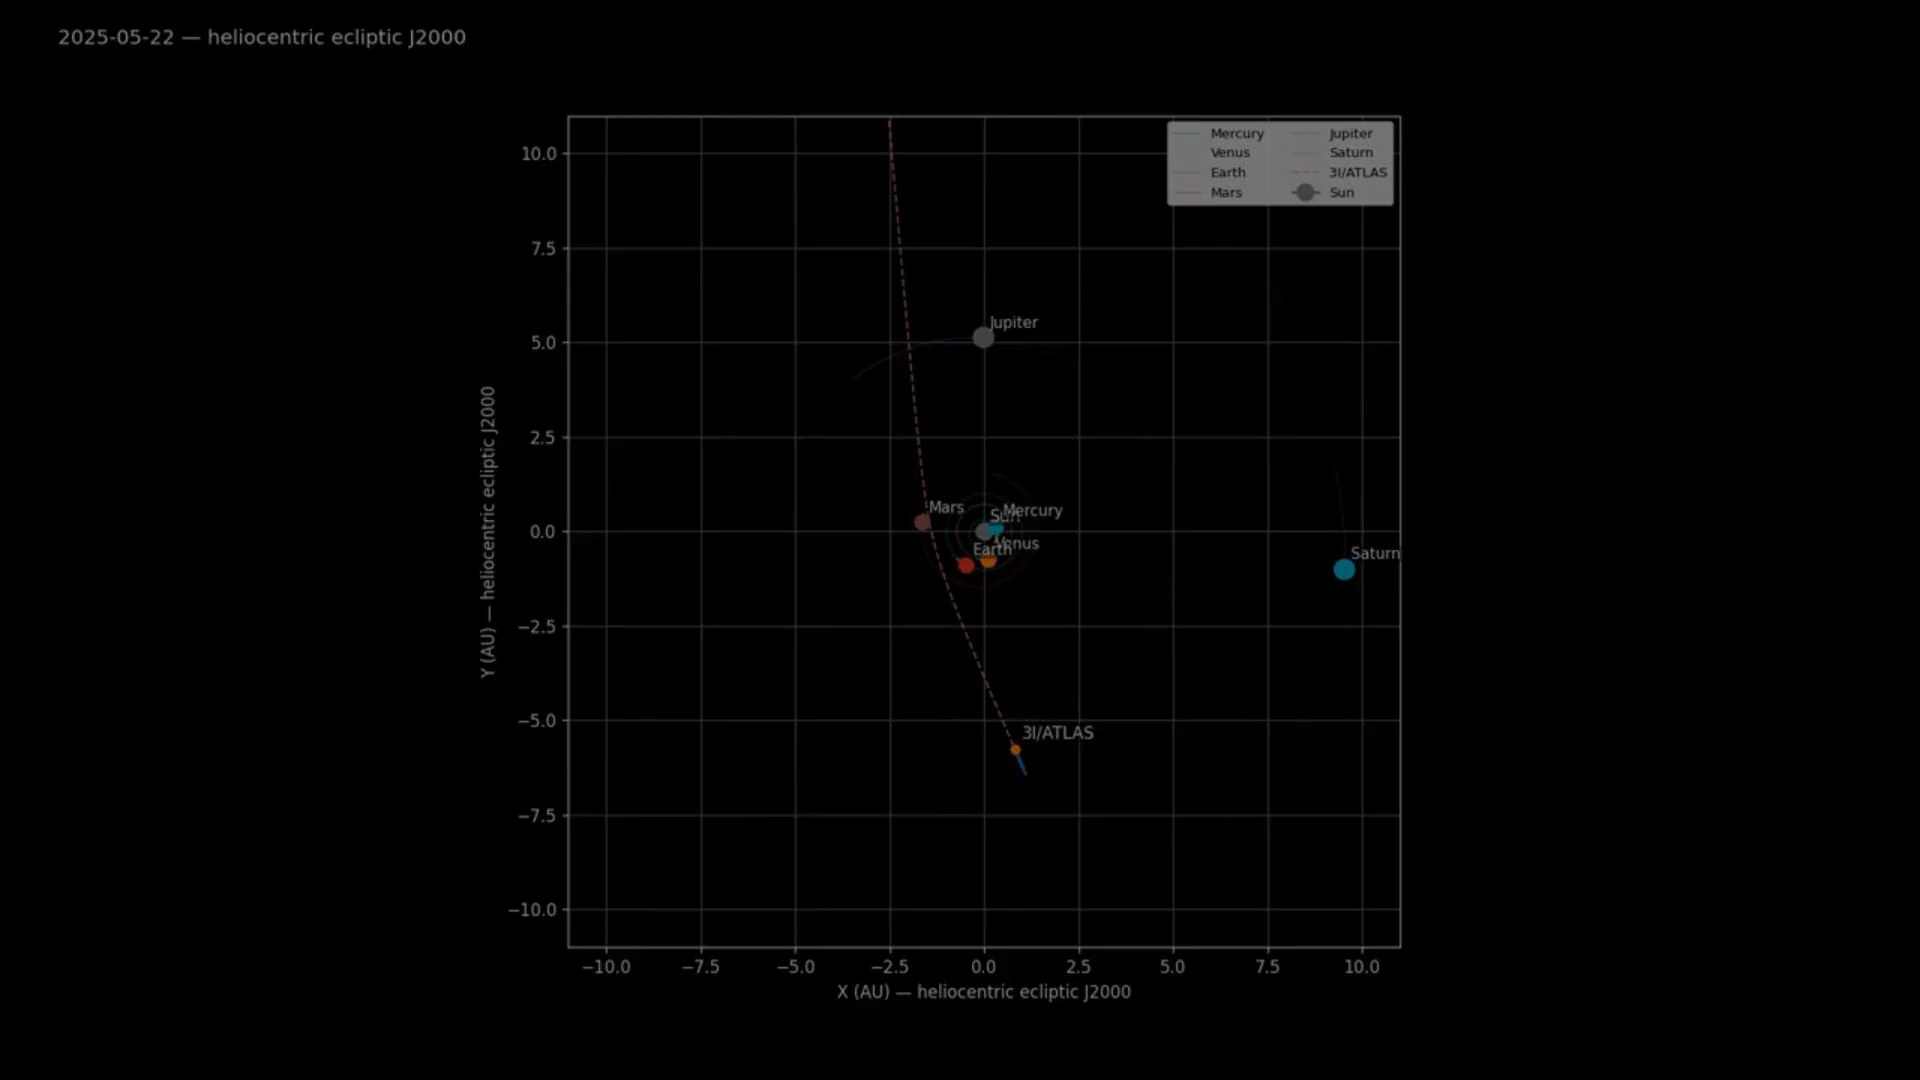 2025-05-22 — heliocentric ecliptic J2000
Mercury
Venus
Earth
Mars
Jupiter
Saturn
3I/ATLAS
Sun
10.0
7.5
5.0
2.5
0.0
−2.5
−5.0
−7.5
−10.0
Y (AU) — heliocentric ecliptic J2000
Jupiter
Mars
Mercury
Sun
Venus
Earth
Saturn
3I/ATLAS
−10.0 −7.5 −5.0 −2.5 0.0 2.5 5.0 7.5 10.0
X (AU) — heliocentric ecliptic J2000